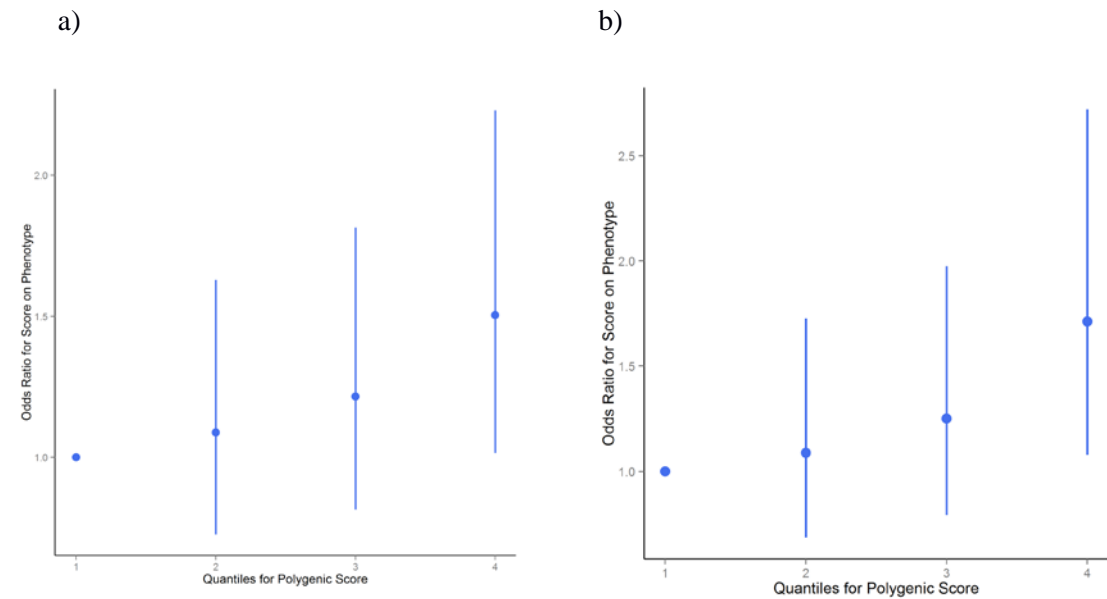 a)
b)
Odds Ratio for Score on Phenotype
2.0
1.5
1.0
1
2
3
4
Quantiles for Polygenic Score
Odds Ratio for Score on Phenotype
2.5
2.0
1.5
1.0
1
2
3
4
Quantiles for Polygenic Score